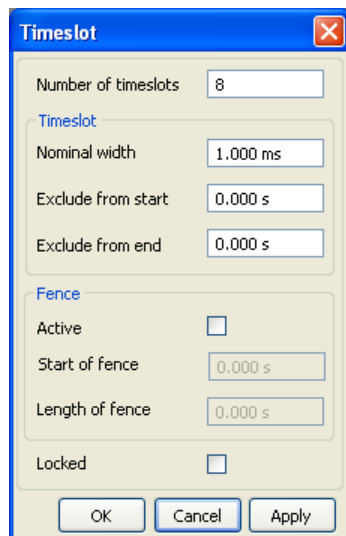 Timeslot
Number of timeslots 8
Timeslot
Nominal width 1.000 ms
Exclude from start 0.000 s
Exclude from end 0.000 s
Fence
Active
Start of fence 0.000 s
Length of fence 0.000 s
Locked
OK Cancel Apply